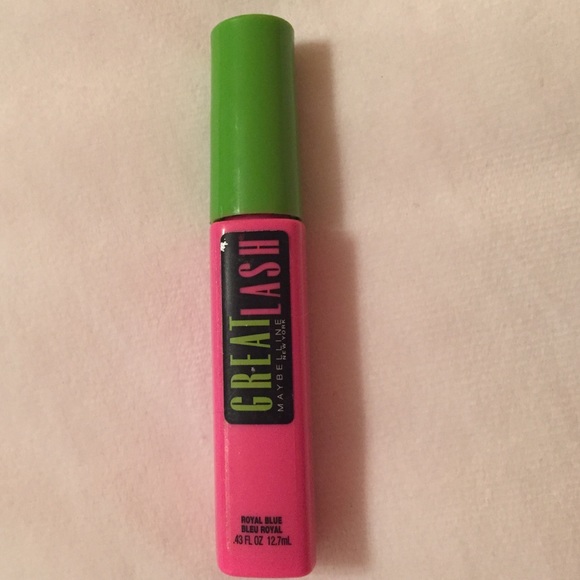 GREAT LASH
MAYBELLINE
NEW YORK
ROYAL BLUE
BLEU ROYAL
.43 FL OZ 12.7mL